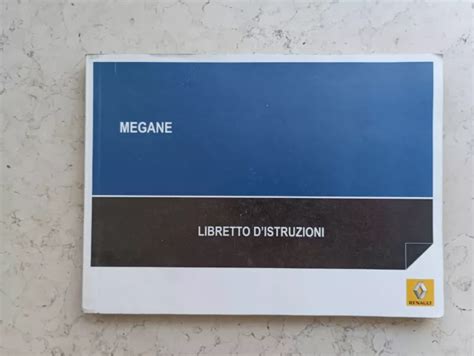 MEGANE
LIBRETTO D'ISTRUZIONI
RENAULT